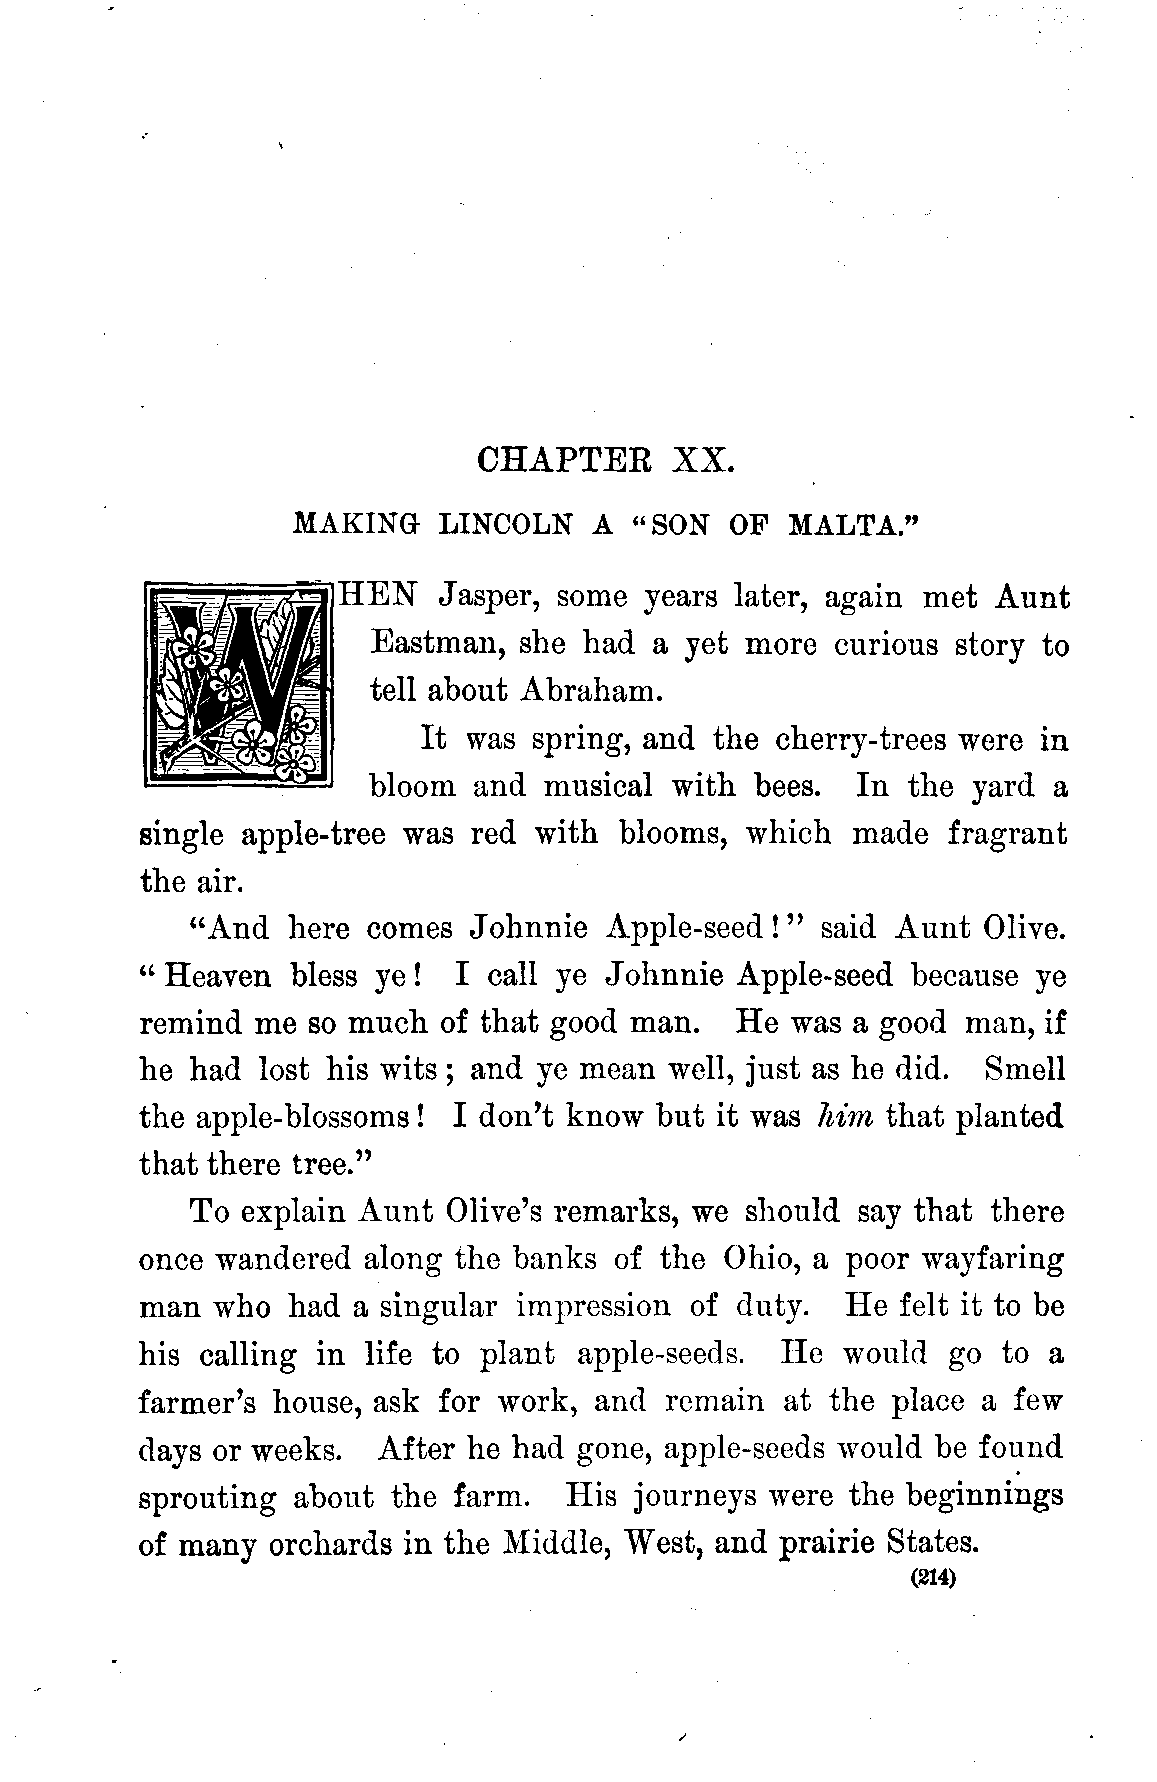 CHAPTER XX.
MAKING LINCOLN A “SON OF MALTA.”
WHEN Jasper, some years later, again met Aunt
Eastman, she had a yet more curious story to
tell about Abraham.
It was spring, and the cherry-trees were in
bloom and musical with bees. In the yard a
single apple-tree was red with blooms, which made fragrant
the air.
“And here comes Johnnie Apple-seed!” said Aunt Olive.
“Heaven bless ye! I call ye Johnnie Apple-seed because ye
remind me so much of that good man. He was a good man, if
he had lost his wits; and ye mean well, just as he did. Smell
the apple-blossoms! I don’t know but it was him that planted
that there tree.”
To explain Aunt Olive’s remarks, we should say that there
once wandered along the banks of the Ohio, a poor wayfaring
man who had a singular impression of duty. He felt it to be
his calling in life to plant apple-seeds. He would go to a
farmer’s house, ask for work, and remain at the place a few
days or weeks. After he had gone, apple-seeds would be found
sprouting about the farm. His journeys were the beginnings
of many orchards in the Middle, West, and prairie States.
(214)